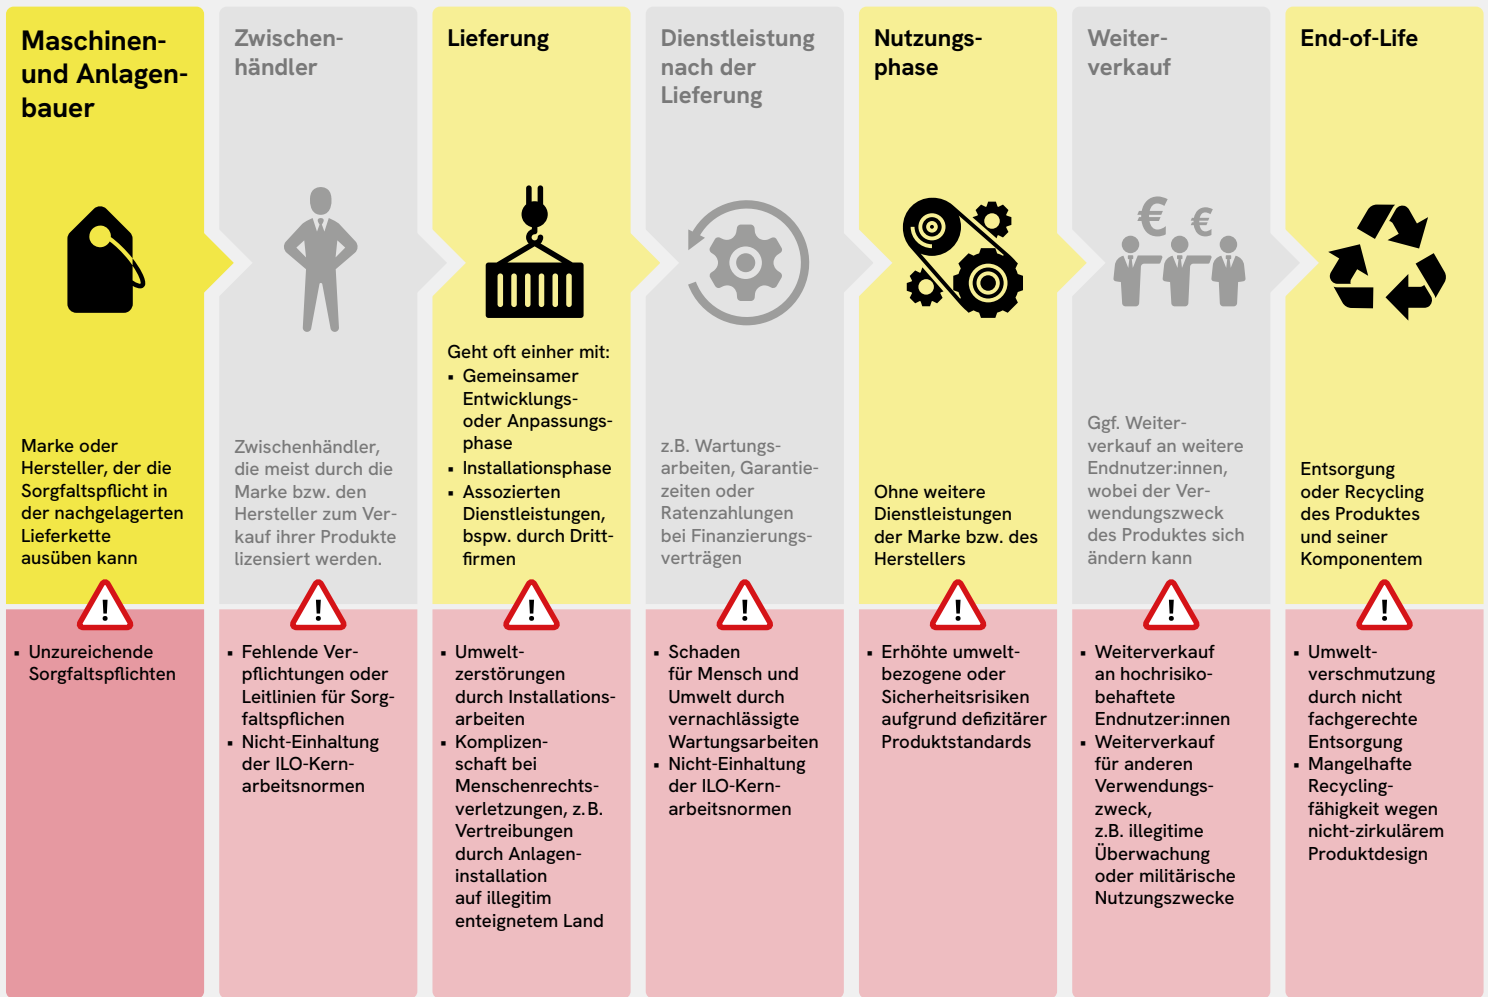 Maschinen-
und Anlagen-
bauer
Marke oder
Hersteller, der die
Sorgfaltspflicht in
der nachgelagerten
Lieferkette
ausüben kann
!
▪ Unzureichende
Sorgfaltspflichten
Zwischen-
händler
Zwischenhändler,
die meist durch die
Marke bzw. den
Hersteller zum Ver-
kauf ihrer Produkte
lizensiert werden.
!
▪ Fehlende Ver-
pflichtungen oder
Leitlinien für Sorg-
faltspflichen
▪ Nicht-Einhaltung
der ILO-Kern-
arbeitsnormen
Lieferung
Geht oft einher mit:
▪ Gemeinsamer
Entwicklungs-
oder Anpassungs-
phase
▪ Installationsphase
▪ Assozierten
Dienstleistungen,
bspw. durch Dritt-
firmen
!
▪ Umwelt-
zerstörungen
durch Installations-
arbeiten
▪ Komplizen-
schaft bei
Menschenrechts-
verletzungen, z.B.
Vertreibungen
durch Anlagen-
installation
auf illegitim
enteignetem Land
Dienstleistung
nach der
Lieferung
z.B. Wartungs-
arbeiten, Garantie-
zeiten oder
Ratenzahlungen
bei Finanzierungs-
verträgen
!
▪ Schaden
für Mensch und
Umwelt durch
vernachlässigte
Wartungsarbeiten
▪ Nicht-Einhaltung
der ILO-Kern-
arbeitsnormen
Nutzungs-
phase
Ohne weitere
Dienstleistungen
der Marke bzw. des
Herstellers
!
▪ Erhöhte umwelt-
bezogene oder
Sicherheitsrisiken
aufgrund defizitärer
Produktstandards
Weiter-
verkauf
€ €
Ggf. Weiter-
verkauf an weitere
Endnutzer:innen,
wobei der Ver-
wendungszweck
des Produktes sich
ändern kann
!
▪ Weiterverkauf
an hochrisiko-
behaftete
Endnutzer:innen
▪ Weiterverkauf
für anderen
Verwendungs-
zweck,
z.B. illegitime
Überwachung
oder militärische
Nutzungszwecke
End-of-Life
Entsorgung
oder Recycling
des Produktes
und seiner
Komponentem
!
▪ Umwelt-
verschmutzung
durch nicht
fachgerechte
Entsorgung
▪ Mangelhafte
Recycling-
fähigkeit wegen
nicht-zirkulärem
Produktdesign